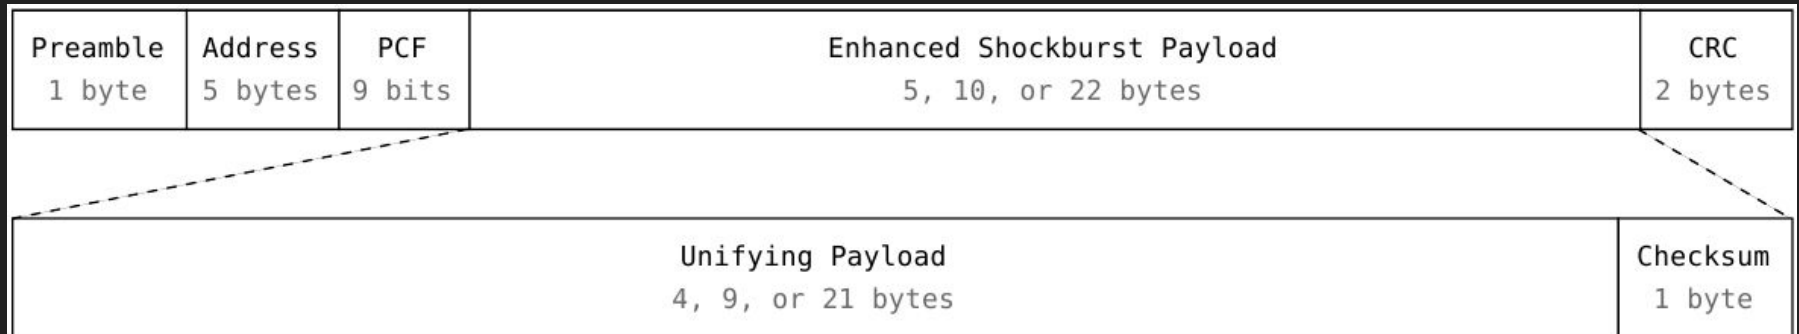 Preamble Address PCF Enhanced Shockburst Payload CRC
1 byte 5 bytes 9 bits 5, 10, or 22 bytes 2 bytes
Unifying Payload Checksum
4, 9, or 21 bytes 1 byte